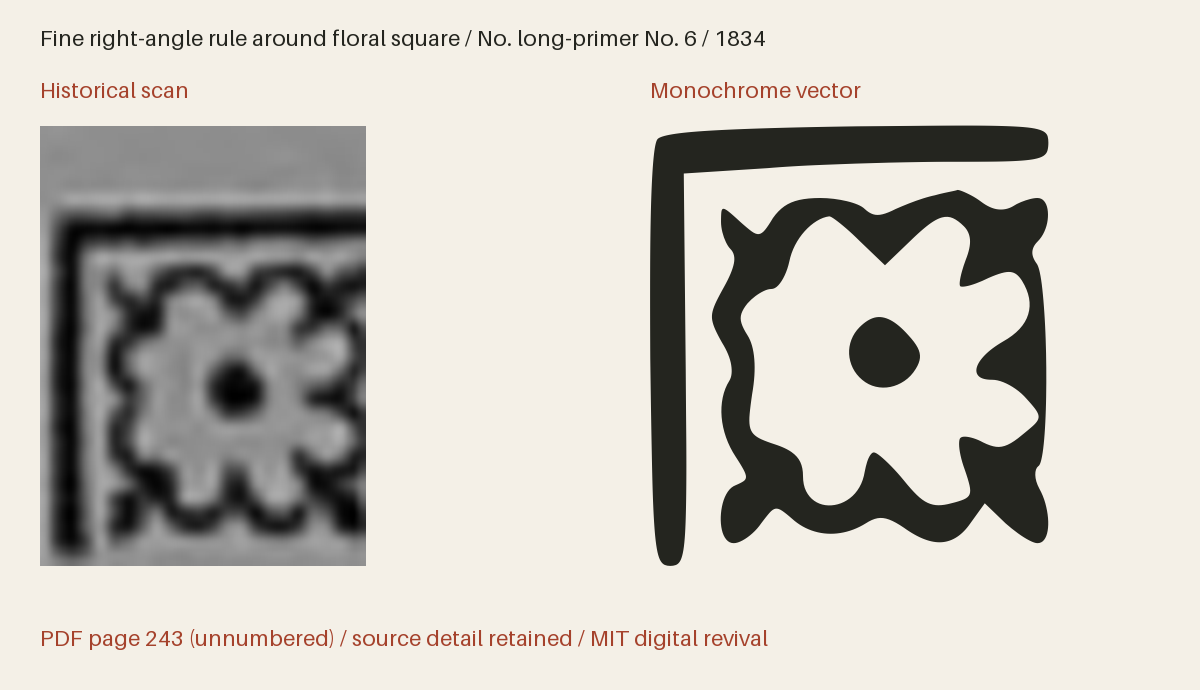 Fine right-angle rule around floral square / No. long-primer No. 6 / 1834
Historical scan
Monochrome vector
PDF page 243 (unnumbered) / source detail retained / MIT digital revival